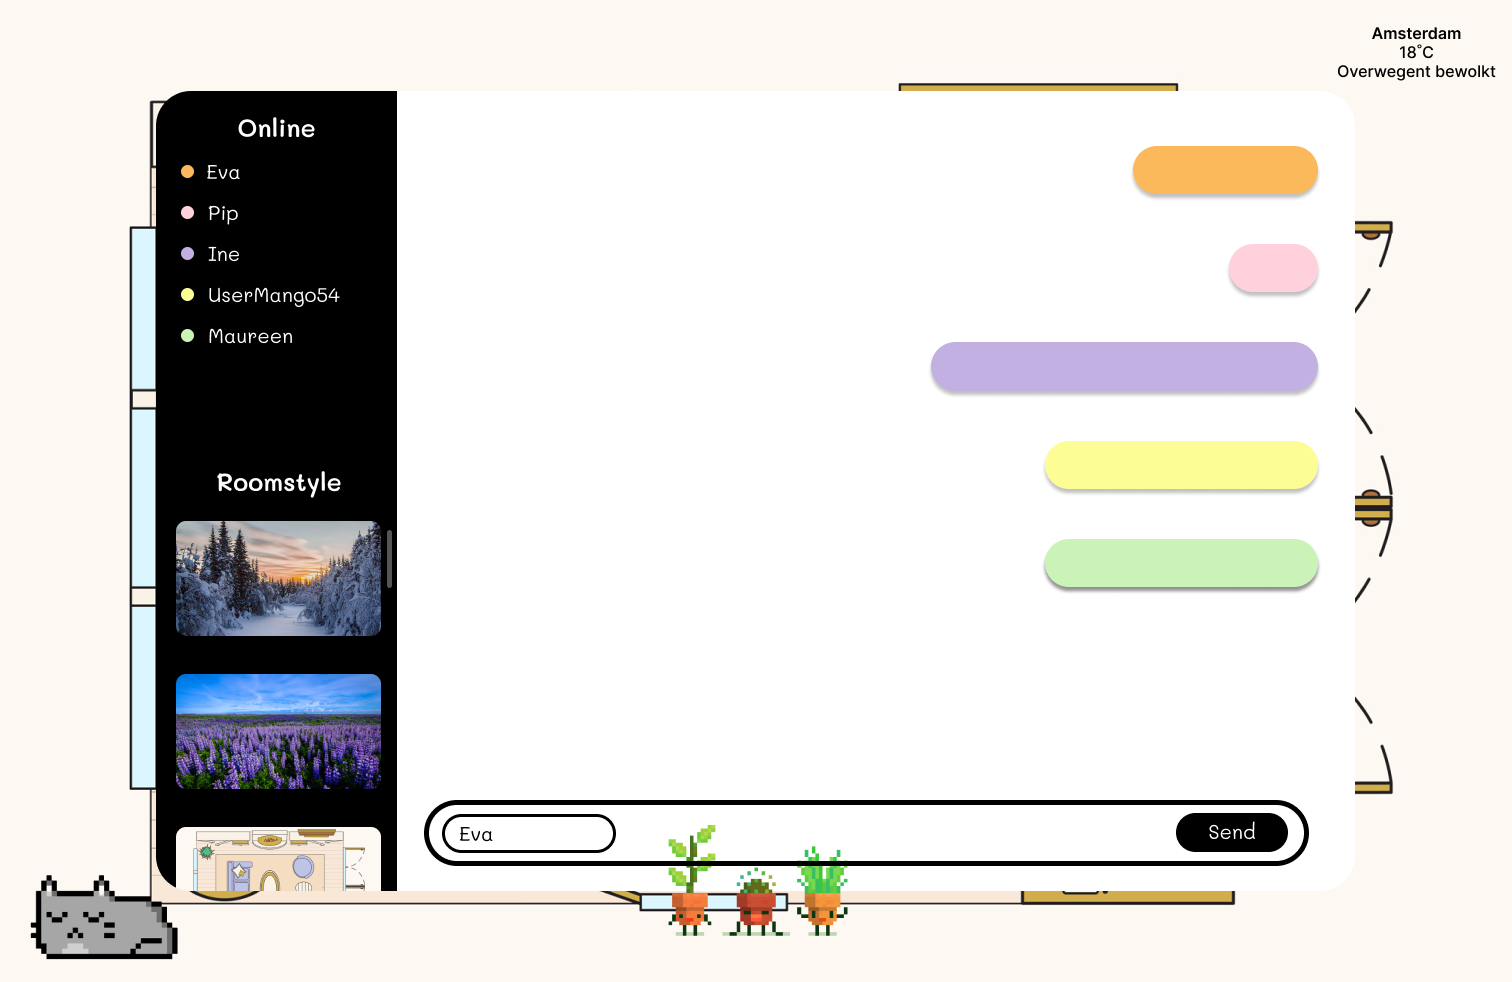 Amsterdam
18°C
Overwegent bewolkt
Online
Eva
Pip
Ine
UserMango54
Maureen
Roomstyle
Eva
Send